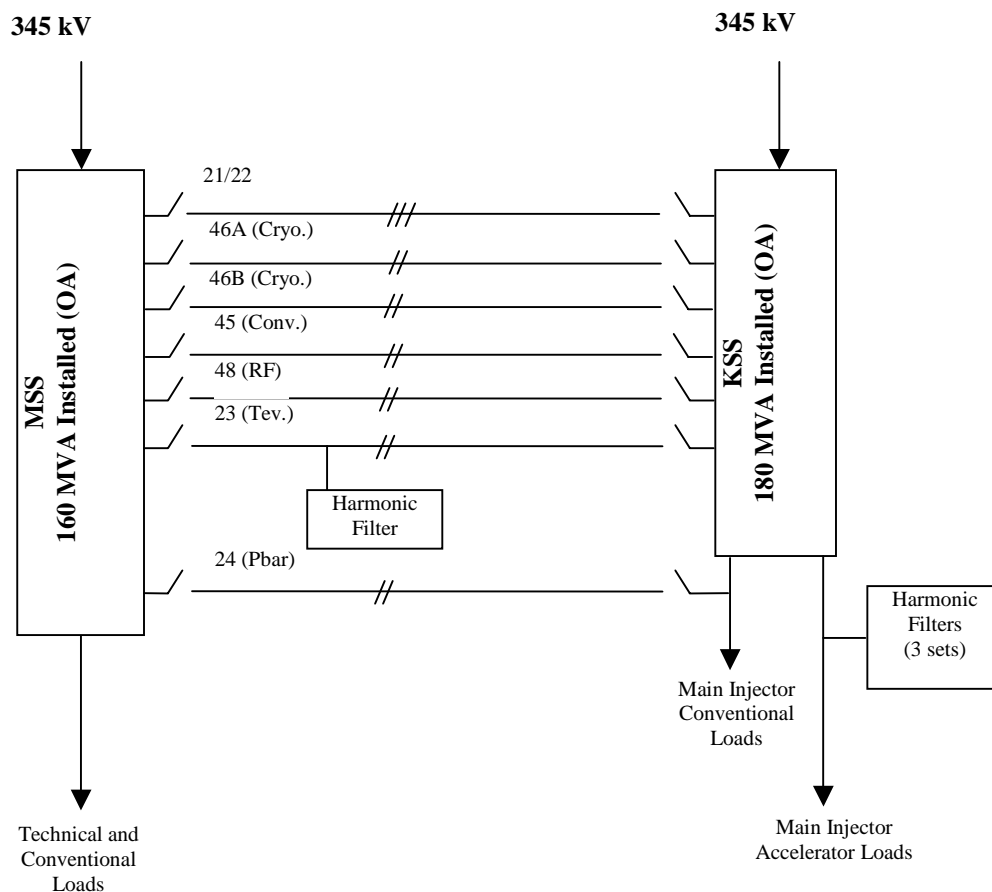 345 kV
345 kV
21/22
46A (Cryo.)
46B (Cryo.)
45 (Conv.)
48 (RF)
23 (Tev.)
MSS
160 MVA Installed (OA)
KSS
180 MVA Installed (OA)
Harmonic
Filter
24 (Pbar)
Harmonic
Filters
(3 sets)
Main Injector
Conventional
Loads
Technical and
Conventional
Loads
Main Injector
Accelerator Loads